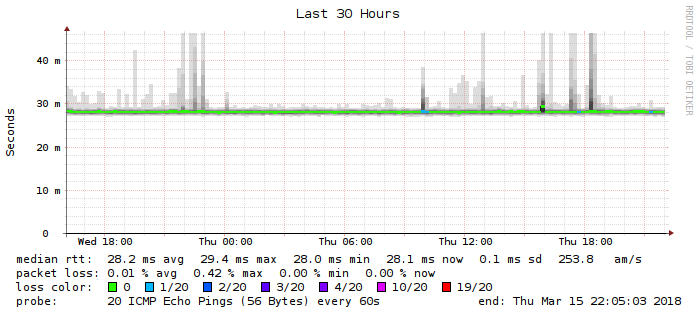 Last 30 Hours
RRDTOOL / TOBI OETIKER
Seconds
40 m
30 m
20 m
10 m
0
Wed 18:00 Thu 00:00 Thu 06:00 Thu 12:00 Thu 18:00
median rtt: 28.2 ms avg 29.4 ms max 28.0 ms min 28.1 ms now 0.1 ms sd 253.8 am/s
packet loss: 0.01 % avg 0.42 % max 0.00 % min 0.00 % now
loss color: 0 1/20 2/20 3/20 4/20 10/20 19/20
probe: 20 ICMP Echo Pings (56 Bytes) every 60s end: Thu Mar 15 22:05:03 2018